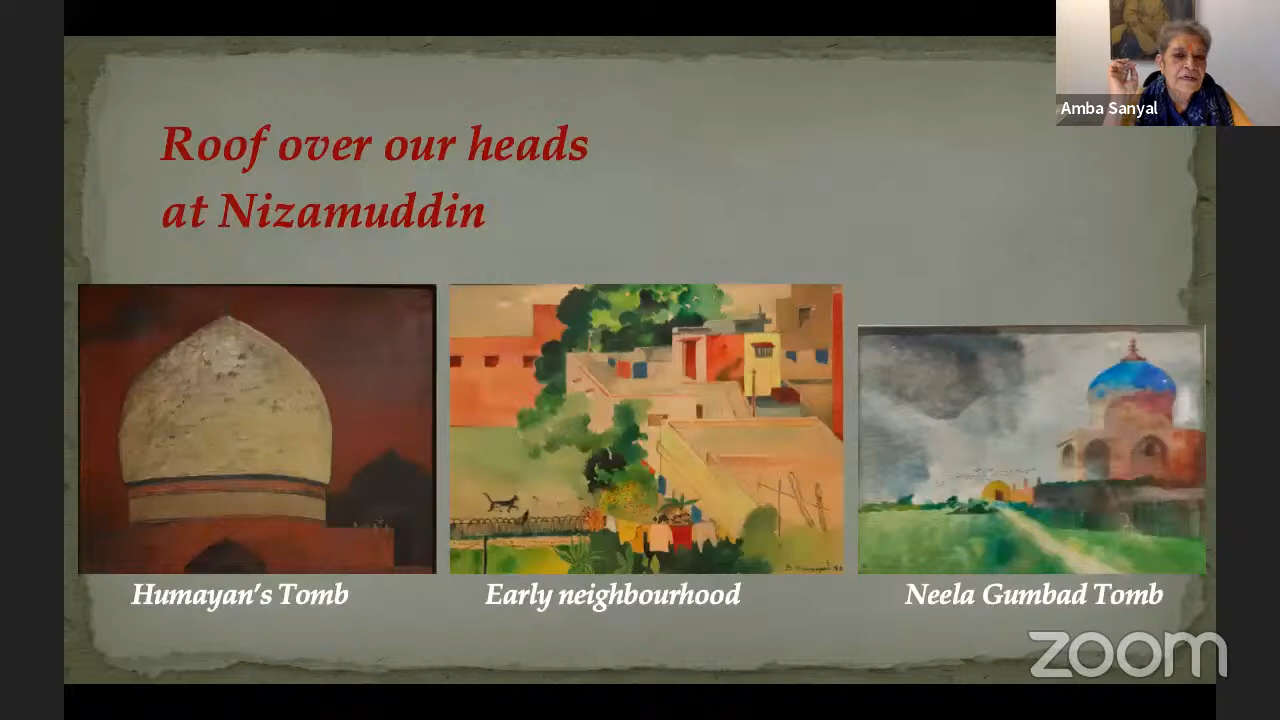 Amba Sanyal
Roof over our heads
at Nizamuddin
Humayan's Tomb
Early neighbourhood
Neela Gumbad Tomb
zoom